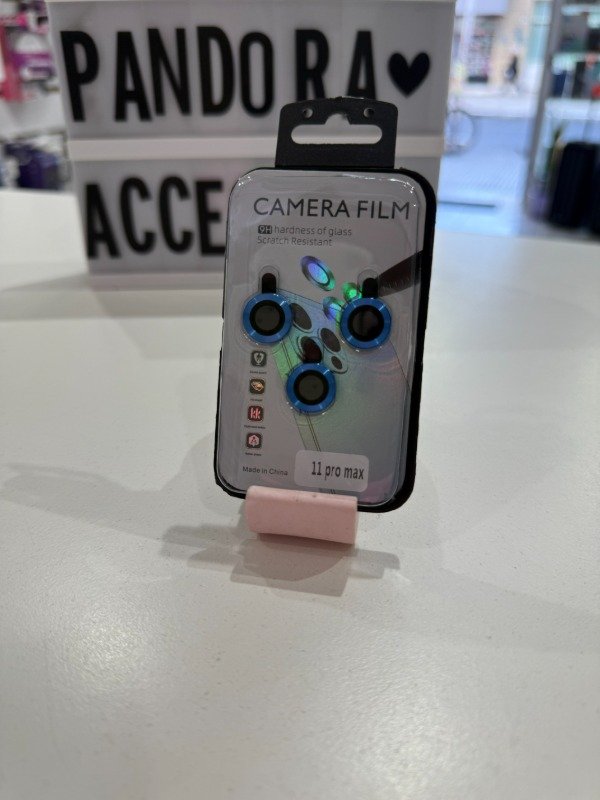 PANDORA♥
ACCE
CAMERA FILM
9H hardness of glass
Scratch Resistant
Made in China
11 pro max